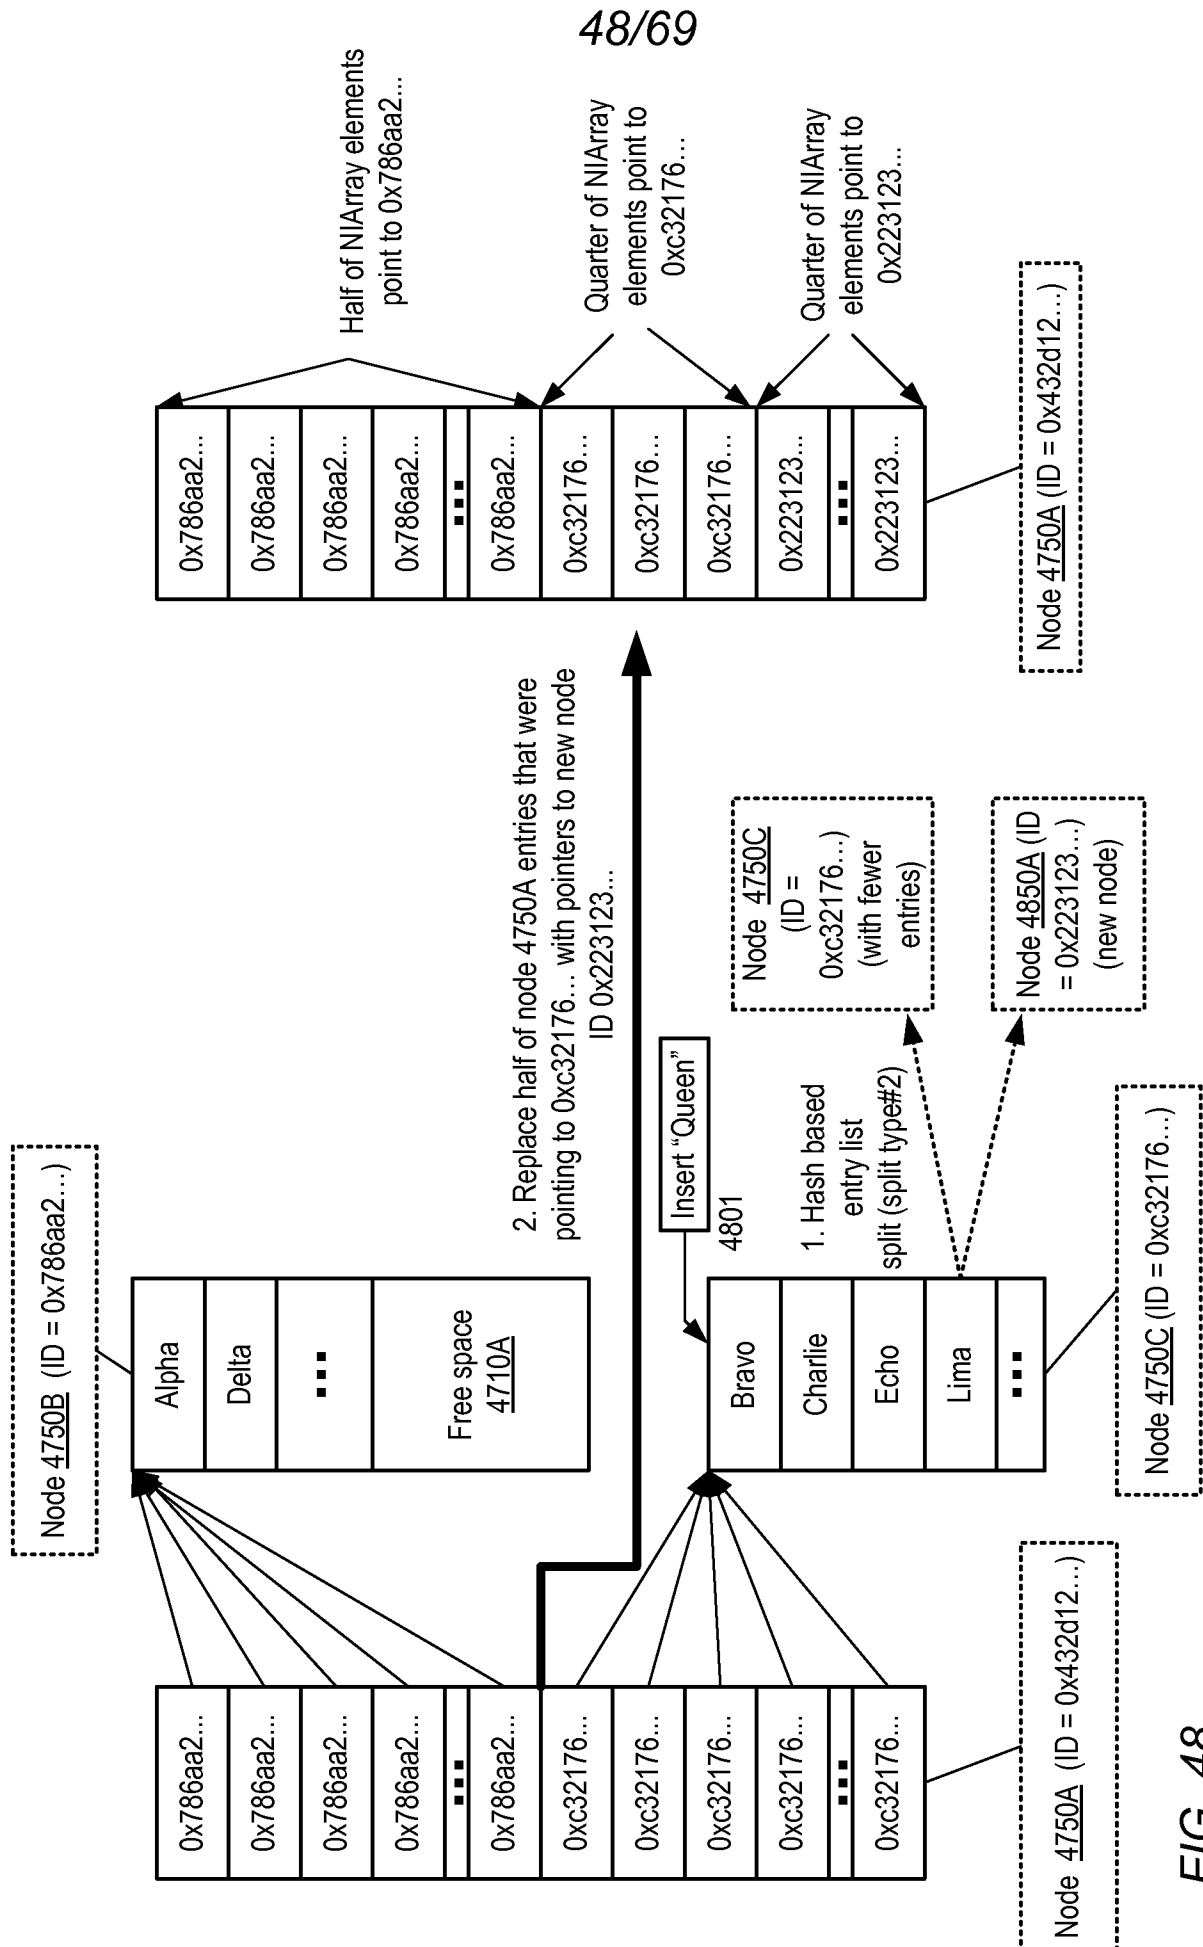 48/69
Node 4750B (ID = 0x786aa2...)
0x786aa2...
0x786aa2...
0x786aa2...
0x786aa2...
...
0x786aa2...
0xc32176...
0xc32176...
0xc32176...
0xc32176...
...
0xc32176...
Node 4750A (ID = 0x432d12...)
Alpha
Delta
...
Free space
4710A
2. Replace half of node 4750A entries that were
pointing to 0xc32176... with pointers to new node
ID 0x223123...
Insert “Queen”
4801
Bravo
Charlie
Echo
Lima
...
Node 4750C (ID = 0xc32176...)
1. Hash based
entry list
split (split type#2)
Node 4750C
(ID =
0xc32176...)
(with fewer
entries)
Node 4850A (ID
= 0x223123...)
(new node)
0x786aa2...
0x786aa2...
0x786aa2...
0x786aa2...
...
0x786aa2...
0xc32176...
0xc32176...
0xc32176...
0x223123...
...
0x223123...
Node 4750A (ID = 0x432d12...)
Half of NIArray elements
point to 0x786aa2...
Quarter of NIArray
elements point to
0xc32176...
Quarter of NIArray
elements point to
0x223123...
FIG. 48